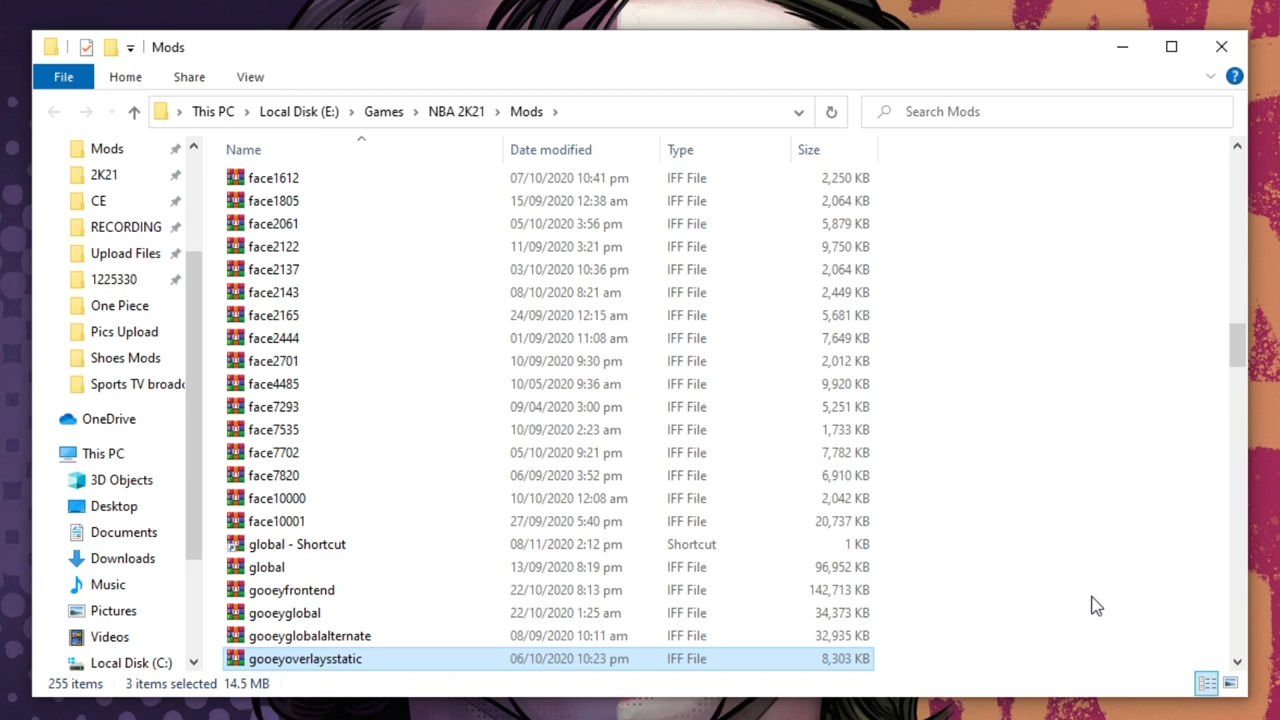 Mods
File Home Share View
This PC Local Disk (E:) Games NBA 2K21 Mods
Search Mods
Mods
2K21
CE
RECORDING
Upload Files
1225330
One Piece
Pics Upload
Shoes Mods
Sports TV broadc
OneDrive
This PC
3D Objects
Desktop
Documents
Downloads
Music
Pictures
Videos
Local Disk (C:)
Name Date modified Type Size
face1612 07/10/2020 10:41 pm IFF File 2,250 KB
face1805 15/09/2020 12:38 am IFF File 2,064 KB
face2061 05/10/2020 3:56 pm IFF File 5,879 KB
face2122 11/09/2020 3:21 pm IFF File 9,750 KB
face2137 03/10/2020 10:36 pm IFF File 2,064 KB
face2143 08/10/2020 8:21 am IFF File 2,449 KB
face2165 24/09/2020 12:15 am IFF File 5,681 KB
face2444 01/09/2020 11:08 am IFF File 7,649 KB
face2701 10/09/2020 9:30 pm IFF File 2,012 KB
face4485 10/05/2020 9:36 am IFF File 9,920 KB
face7293 09/04/2020 3:00 pm IFF File 5,251 KB
face7535 10/09/2020 2:23 am IFF File 1,733 KB
face7702 05/10/2020 9:21 pm IFF File 7,782 KB
face7820 06/09/2020 3:52 pm IFF File 6,910 KB
face10000 10/10/2020 12:08 am IFF File 2,042 KB
face10001 27/09/2020 5:40 pm IFF File 20,737 KB
global - Shortcut 08/11/2020 2:12 pm Shortcut 1 KB
global 13/09/2020 8:19 pm IFF File 96,952 KB
gooeyfrontend 22/10/2020 8:13 pm IFF File 142,713 KB
gooeyglobal 22/10/2020 1:25 am IFF File 34,373 KB
gooeyglobalalternate 08/09/2020 10:11 am IFF File 32,935 KB
gooeyoverlaysstatic 06/10/2020 10:23 pm IFF File 8,303 KB
255 items 3 items selected 14.5 MB